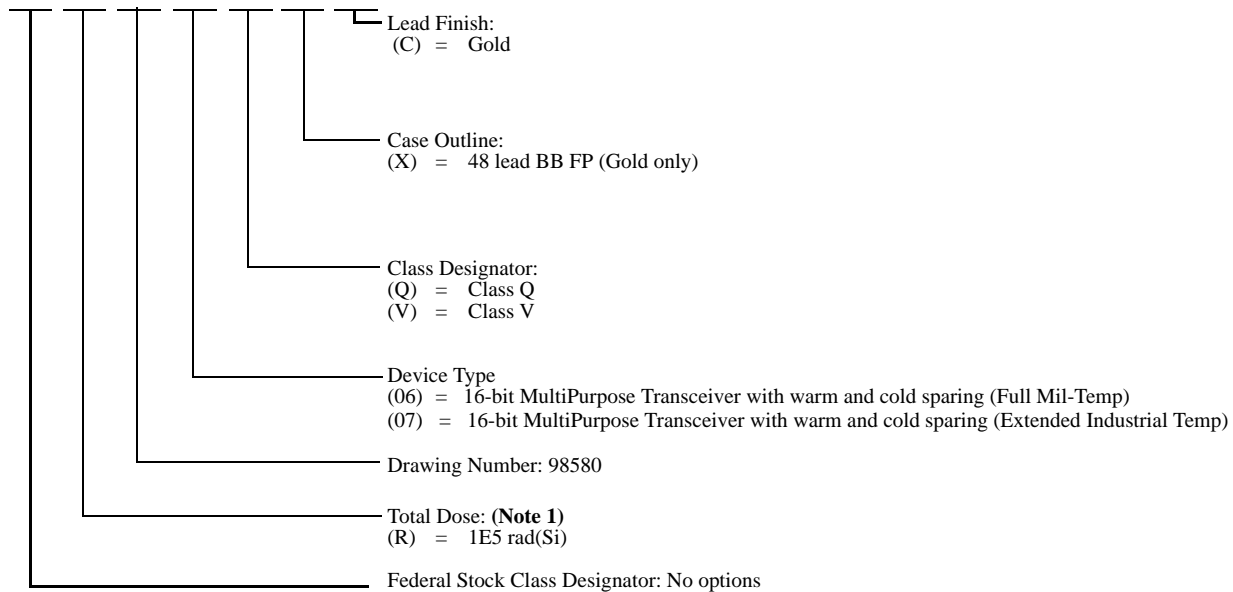 Lead Finish:
(C) = Gold
Case Outline:
(X) = 48 lead BB FP (Gold only)
Class Designator:
(Q) = Class Q
(V) = Class V
Device Type
(06) = 16-bit MultiPurpose Transceiver with warm and cold sparing (Full Mil-Temp)
(07) = 16-bit MultiPurpose Transceiver with warm and cold sparing (Extended Industrial Temp)
Drawing Number: 98580
Total Dose: (Note 1)
(R) = 1E5 rad(Si)
Federal Stock Class Designator: No options